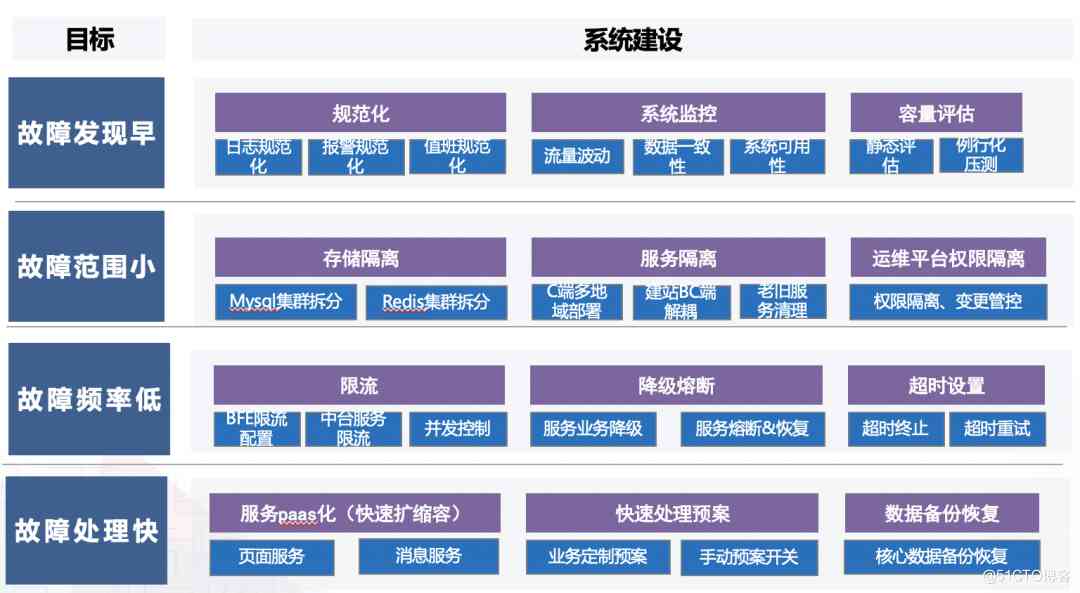 目标
系统建设
故障发现早
规范化
系统监控
容量评估
日志规范
化
报警规范
化
值班规范
化
流量波动
数据一致
性
系统可用
性
静态评
估
例行化
压测
故障范围小
存储隔离
服务隔离
运维平台权限隔离
Mysql集群拆分
Redis集群拆分
C端多地
域部署
建站BC端
解耦
老旧服
务清理
权限隔离、变更管控
故障频率低
限流
降级熔断
超时设置
BFE限流
配置
中台服务
限流
并发控制
服务业务降级
服务熔断&恢复
超时终止
超时重试
故障处理快
服务paas化（快速扩缩容）
快速处理预案
数据备份恢复
页面服务
消息服务
业务定制预案
手动预案开关
核心数据备份恢复
@51CTO博客